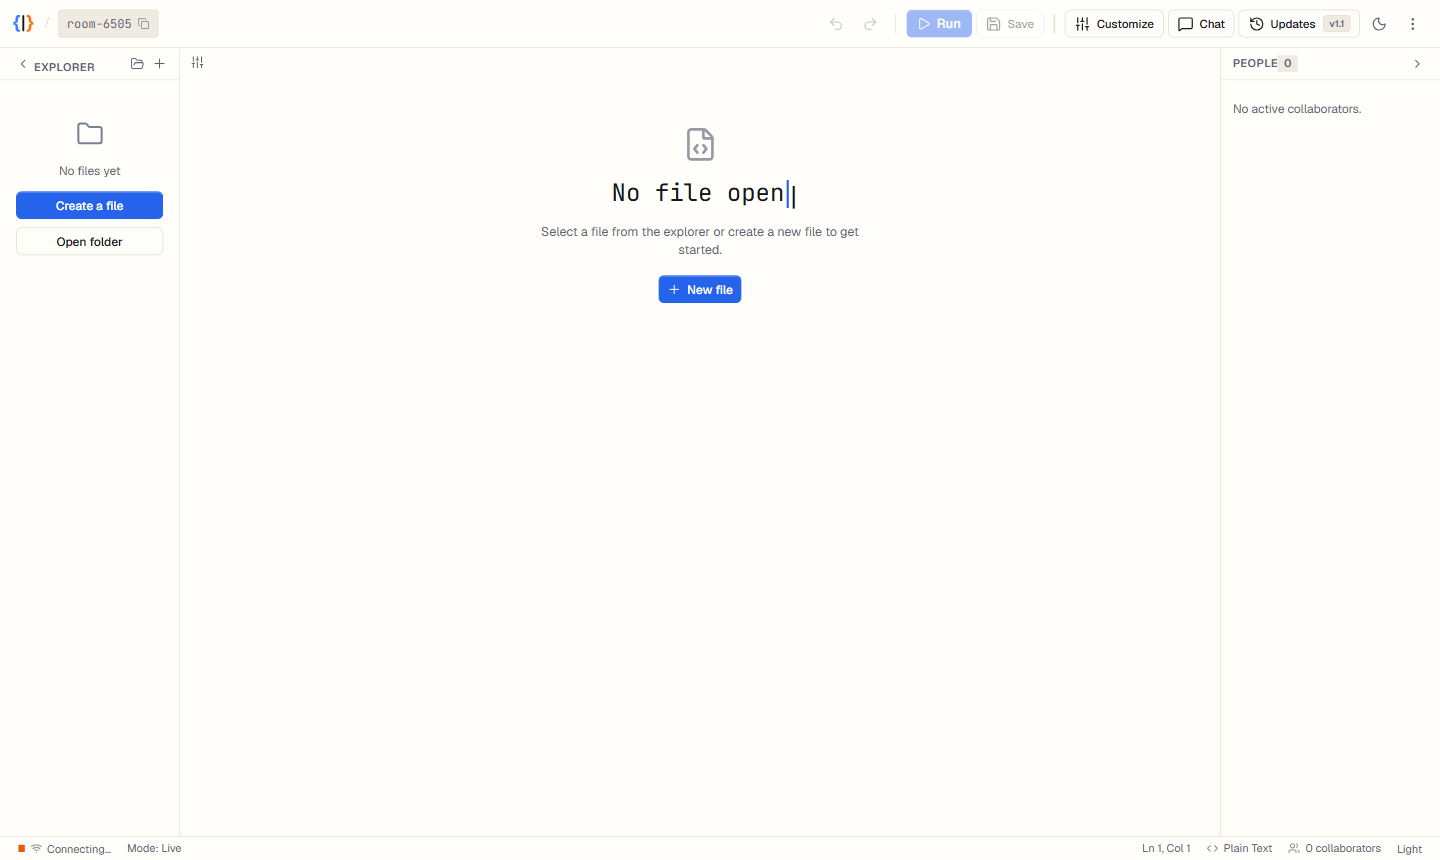 {|} / room-6505
Run Save Customize Chat Updates v1.1
EXPLORER
PEOPLE 0
No active collaborators.
No files yet
Create a file
Open folder
No file open
Select a file from the explorer or create a new file to get
started.
New file
Connecting... Mode: Live
Ln 1, Col 1 Plain Text 0 collaborators Light